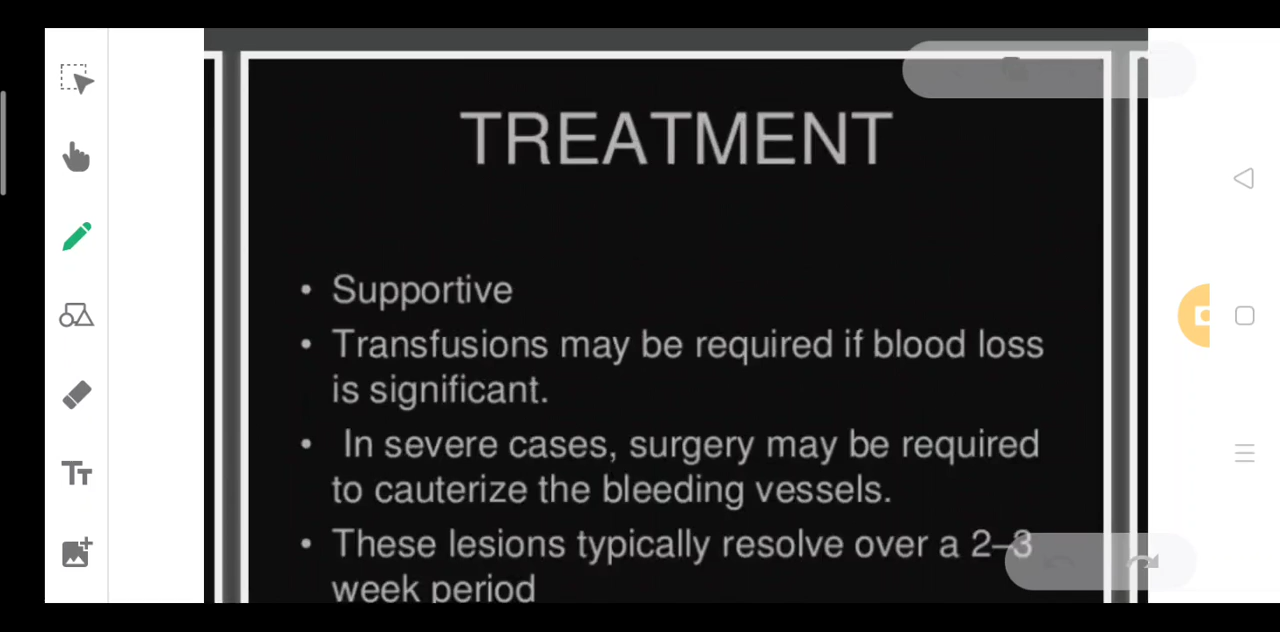 TREATMENT
• Supportive
• Transfusions may be required if blood loss
is significant.
• In severe cases, surgery may be required
to cauterize the bleeding vessels.
• These lesions typically resolve over a 2–3
week period
TT